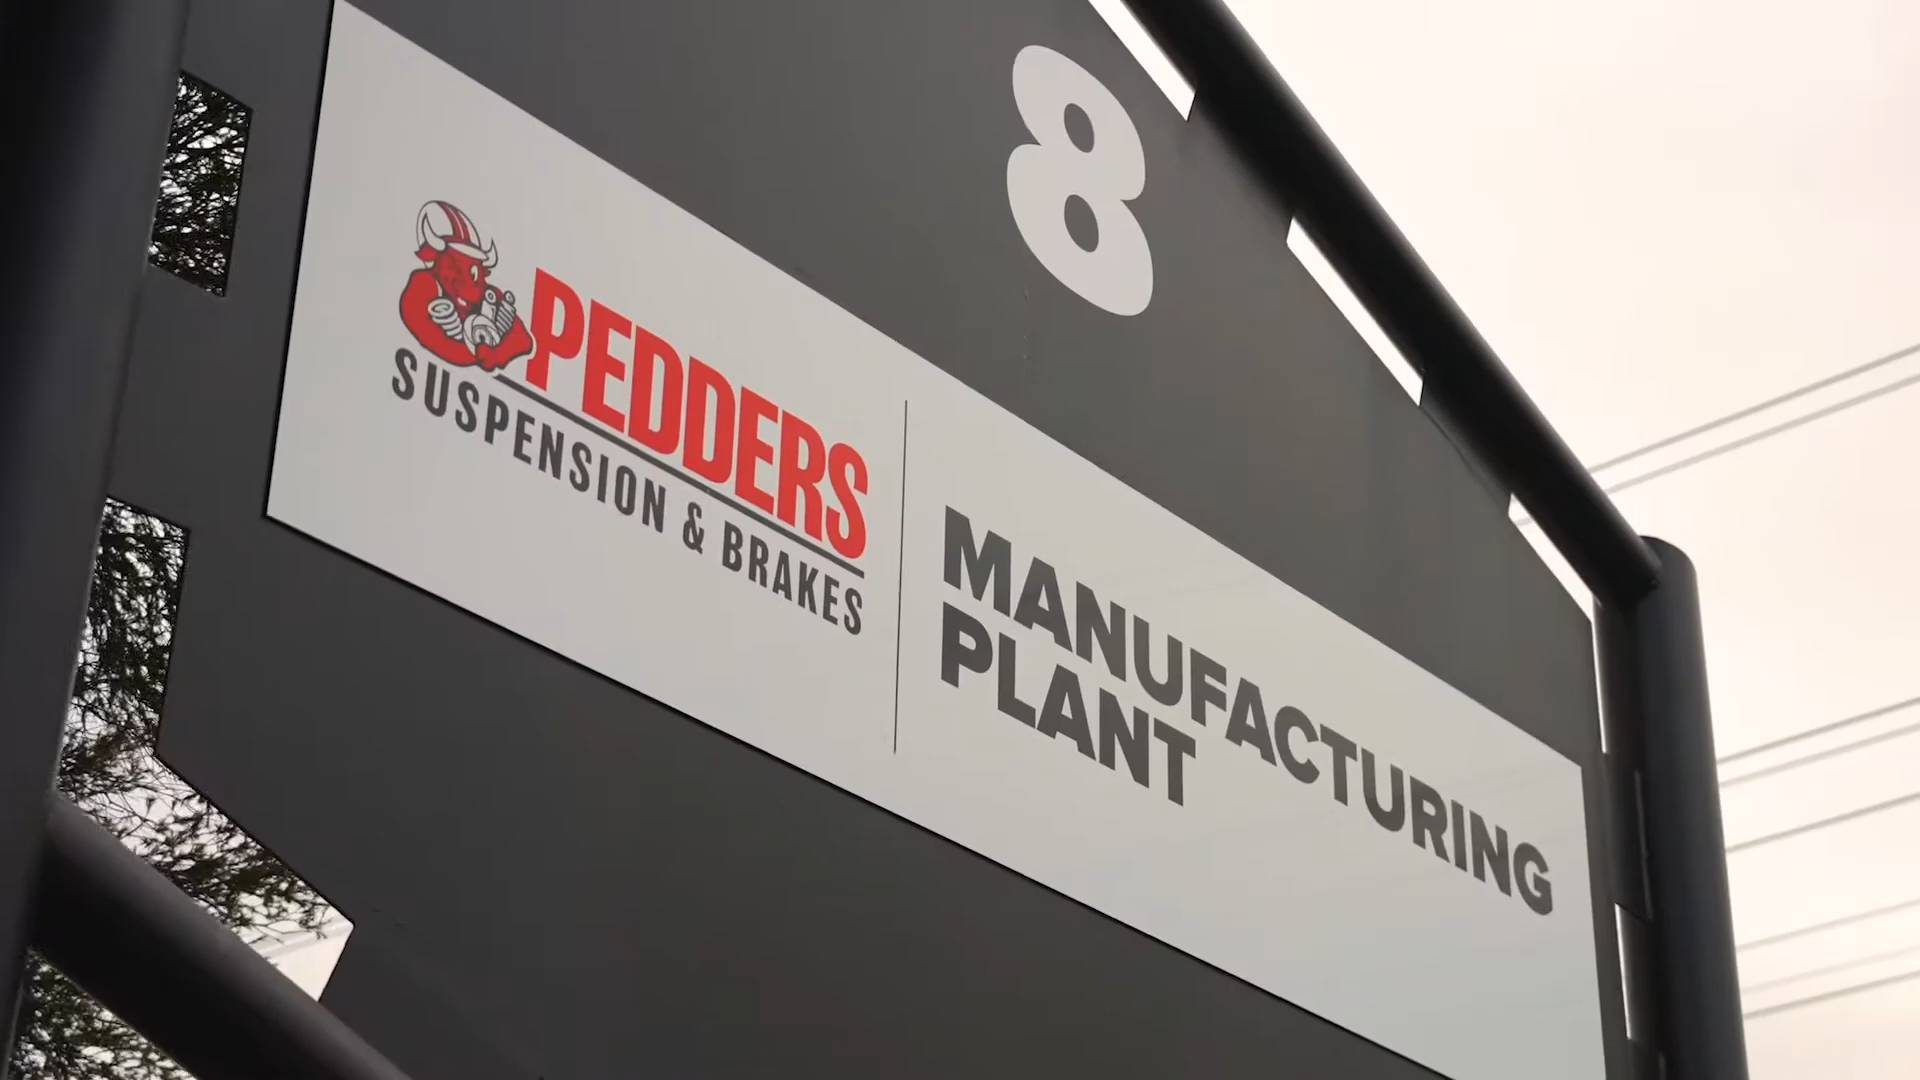 8
PEDDERS
SUSPENSION & BRAKES
MANUFACTURING
PLANT